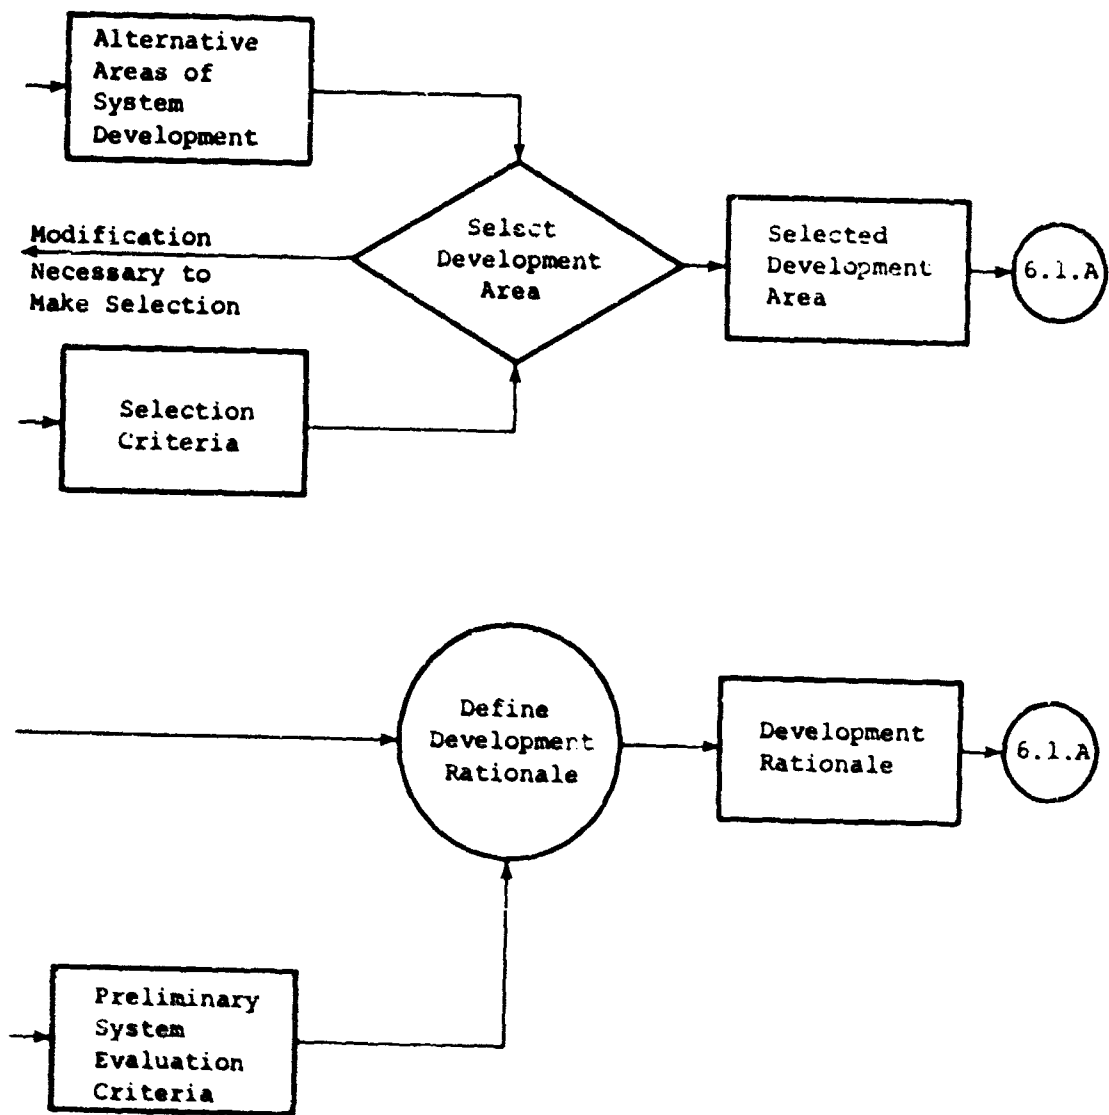 Alternative
Areas of
System
Development
Modification
Necessary to
Make Selection
Select
Development
Area
Selected
Development
Area
6.1.A
Selection
Criteria
Define
Development
Rationale
Development
Rationale
6.1.A
Preliminary
System
Evaluation
Criteria